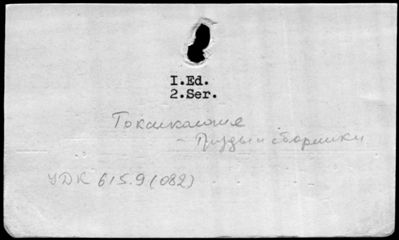 I.Ed.
2.Ser.
Токсикология
- Труды и сборники
УДК 615.9(082)